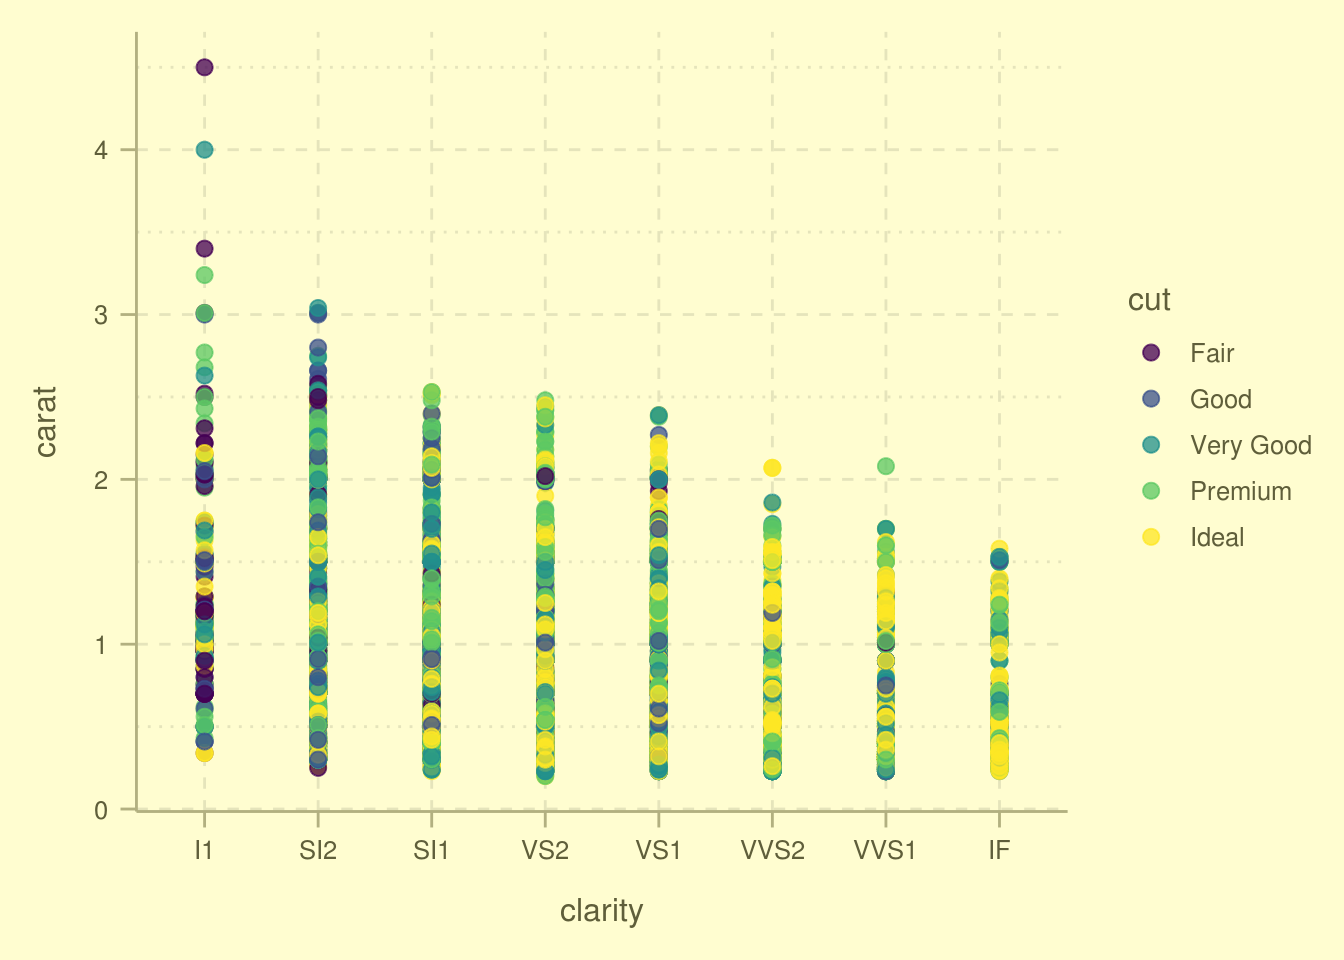 carat
4
3
2
1
0
I1 SI2 SI1 VS2 VS1 VVS2 VVS1 IF
clarity
cut
Fair
Good
Very Good
Premium
Ideal